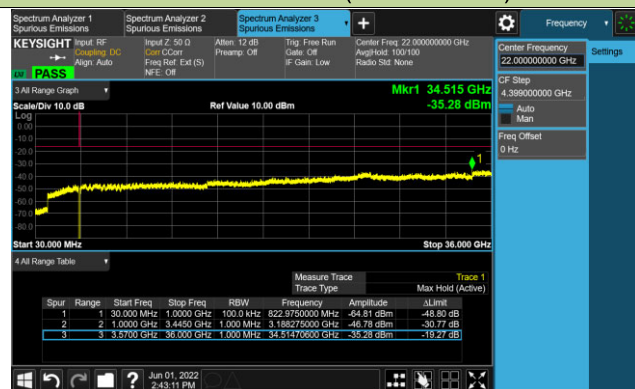 Spectrum Analyzer 1
Spurious Emissions
Spectrum Analyzer 2
Spurious Emissions
Spectrum Analyzer 3
Spurious Emissions
Frequency
KEYSIGHT
Input: RF
Coupling: DC
Align: Auto
Input Z: 50 Ω
Corr CCorr
Freq Ref: Ext (S)
NFE: Off
Atten: 12 dB
Preamp: Off
Trig: Free Run
Gate: Off
IF Gain: Low
Center Freq: 22.000000000 GHz
Avg|Hold: 100/100
Radio Std: None
PASS
Center Frequency
22.000000000 GHz
Settings
CF Step
4.399000000 GHz
Auto
Man
Freq Offset
0 Hz
3 All Range Graph
Scale/Div 10.0 dB
Ref Value 10.00 dBm
Mkr1 34.515 GHz
-35.28 dBm
Log
0.00
-10.0
-20.0
-30.0
-40.0
-50.0
-60.0
-70.0
-80.0
1
Start 30.000 MHz
Stop 36.000 GHz
4 All Range Table
Measure Trace Trace 1
Trace Type Max Hold (Active)
Spur Range Start Freq Stop Freq RBW Frequency Amplitude ΔLimit
1 1 30.000 MHz 1.0000 GHz 100.0 kHz 822.9750000 MHz -64.81 dBm -48.80 dB
2 2 1.0000 GHz 3.4450 GHz 1.000 MHz 3.188275000 GHz -46.78 dBm -30.77 dB
3 3 3.5700 GHz 36.000 GHz 1.000 MHz 34.51470600 GHz -35.28 dBm -19.27 dB
Jun 01, 2022
2:43:11 PM